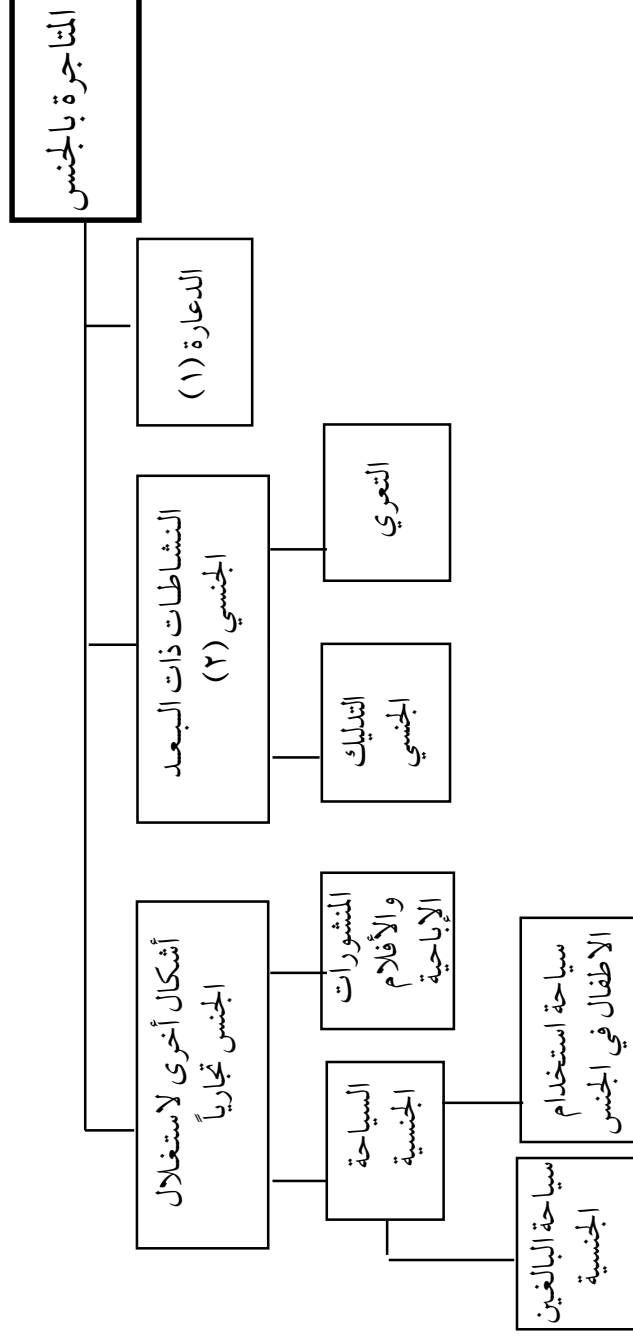 المتاجرة بالجنس
الدعارة (١)
النشاطات ذات البعد
الجنسي (٢)
أشكال أخرى لاستغلال
الجنس تجارياً
التعري
التدليك
الجنسي
المنشورات
والأفلام
الإباحية
السياحة
الجنسية
سياحة استخدام
الاطفال في الجنس
سياحة البالغين
الجنسية